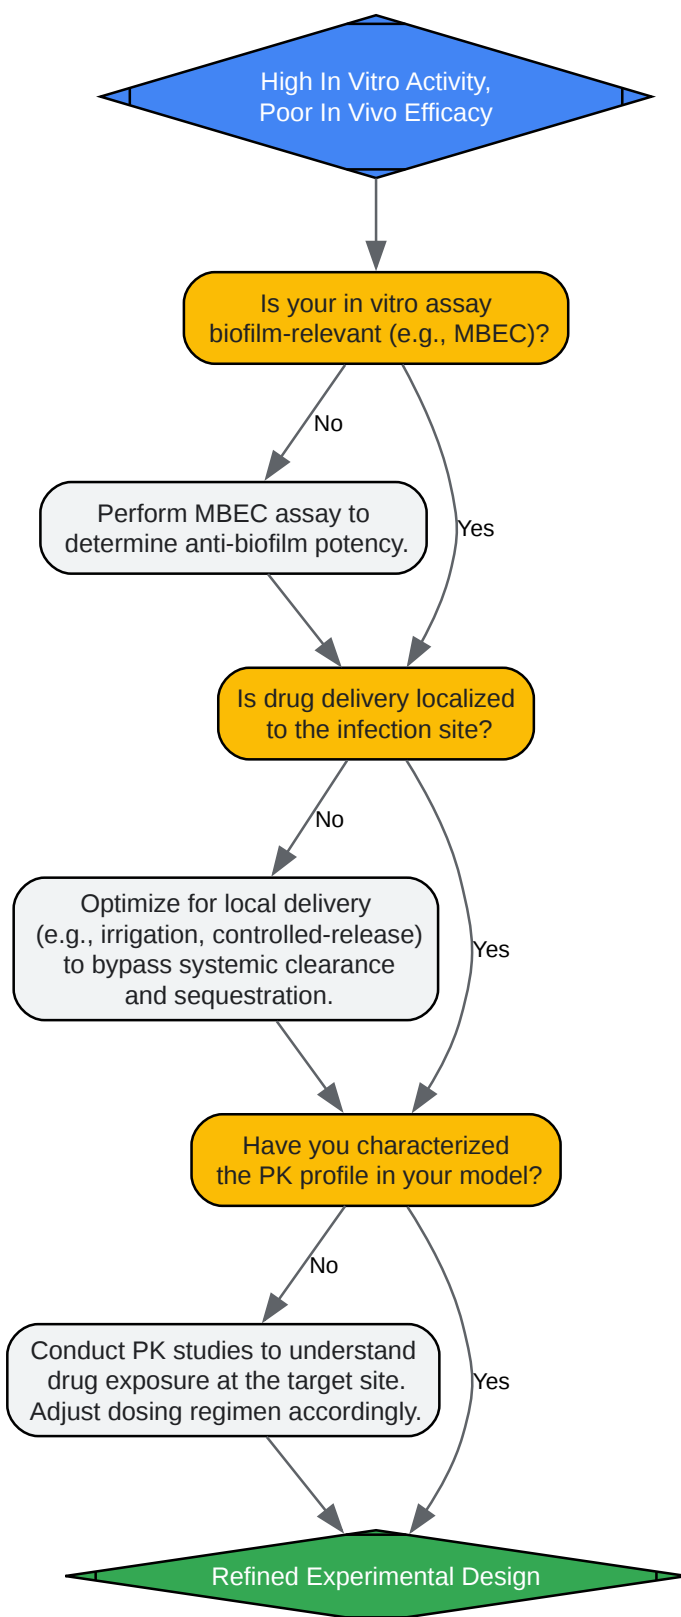 High In Vitro Activity,
Poor In Vivo Efficacy
Is your in vitro assay
biofilm-relevant (e.g., MBEC)?
No
Perform MBEC assay to
determine anti-biofilm potency.
Yes
Is drug delivery localized
to the infection site?
No
Optimize for local delivery
(e.g., irrigation, controlled-release)
to bypass systemic clearance
and sequestration.
Yes
Have you characterized
the PK profile in your model?
No
Conduct PK studies to understand
drug exposure at the target site.
Adjust dosing regimen accordingly.
Yes
Refined Experimental Design